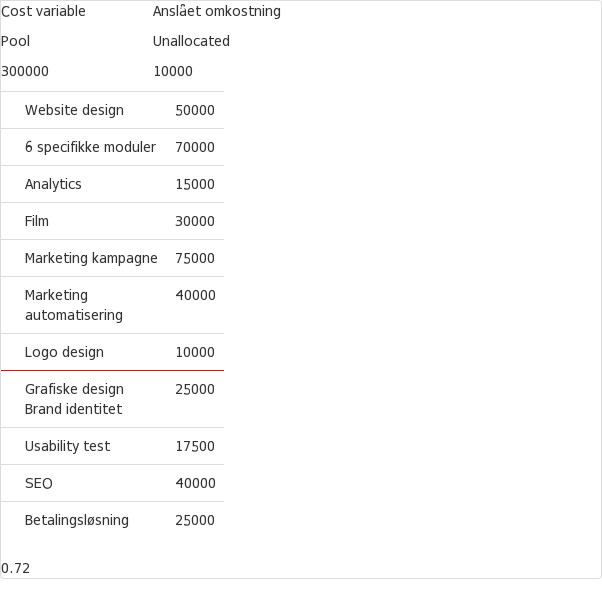 Cost variable Anslået omkostning
Pool Unallocated
300000 10000
Website design 50000
6 specifikke moduler 70000
Analytics 15000
Film 30000
Marketing kampagne 75000
Marketing 40000
automatisering
Logo design 10000
Grafiske design 25000
Brand identitet
Usability test 17500
SEO 40000
Betalingsløsning 25000
0.72